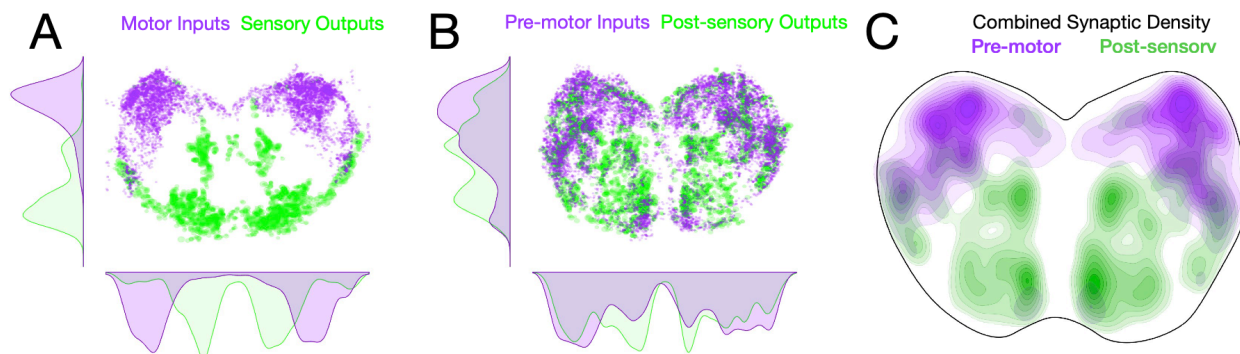 A
Motor Inputs Sensory Outputs
B
Pre-motor Inputs Post-sensory Outputs
C
Combined Synaptic Density
Pre-motor Post-sensory